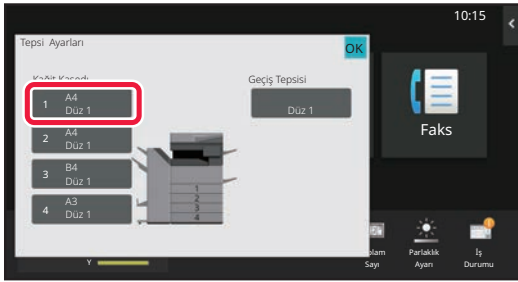 10:15
Tepsi Ayarları
OK
Kağıt Kasedı
Geçiş Tepsisi
1 A4
Düz 1
Düz 1
2 A4
Düz 1
3 B4
Düz 1
4 A3
Düz 1
1
2
3
4
Faks
Sayı
Parlaklık
Ayarı
İş
Durumu
Y